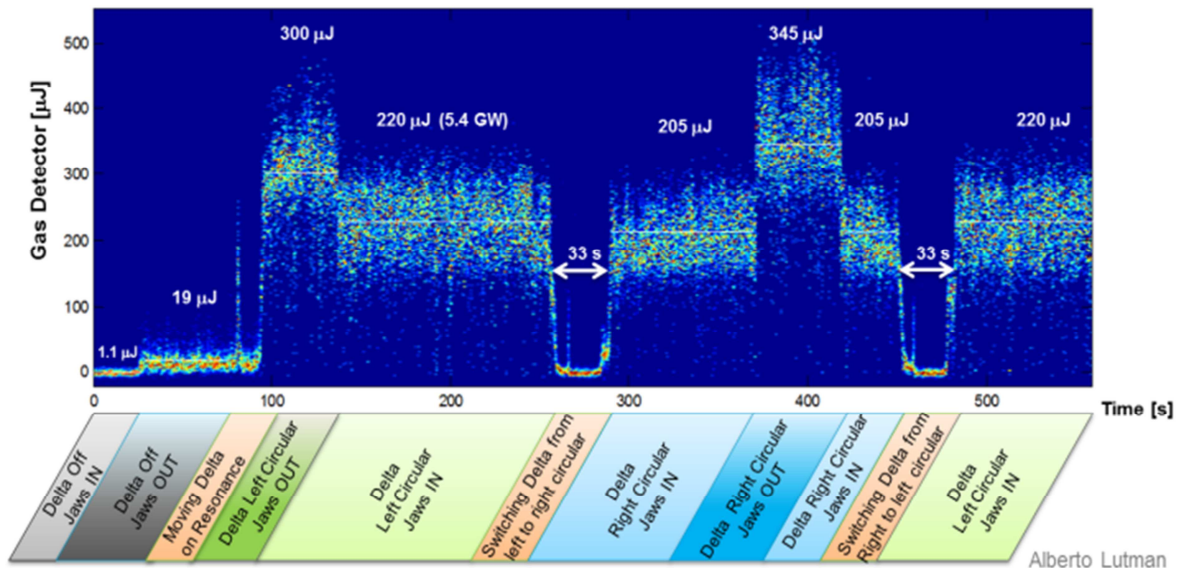 300 µJ
345 µJ
500
400
220 µJ (5.4 GW)
205 µJ
205 µJ
220 µJ
300
200
33 s
33 s
19 µJ
100
1.1 µJ
0
Gas Detector [µJ]
0
100
200
300
400
500
Time [s]
Delta Off
Jaws IN
Delta Off
Jaws OUT
Moving Delta
on Resonance
Delta Left Circular
Jaws OUT
Delta
Left Circular
Jaws IN
Switching Delta from
left to right circular
Delta
Right Circular
Jaws IN
Delta Right Circular
Jaws OUT
Delta Right Circular
Jaws IN
Switching Delta from
Right to left circular
Delta
Left Circular
Jaws IN
Alberto Lutman